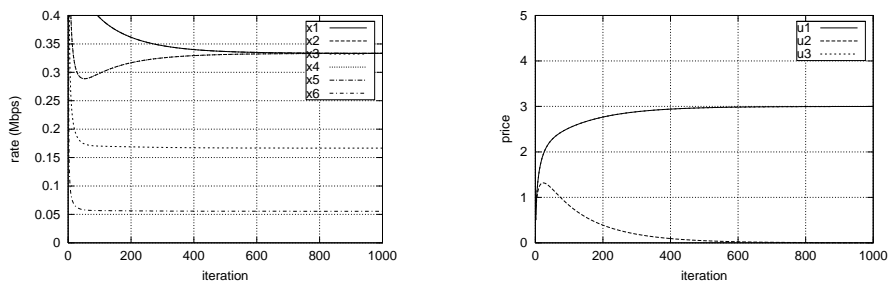 0.4
0.35
0.3
0.25
0.2
0.15
0.1
0.05
0
rate (Mbps)
x1
x2
x3
x4
x5
x6
0 200 400 600 800 1000
iteration
5
4
3
2
1
0
price
u1
u2
u3
0 200 400 600 800 1000
iteration